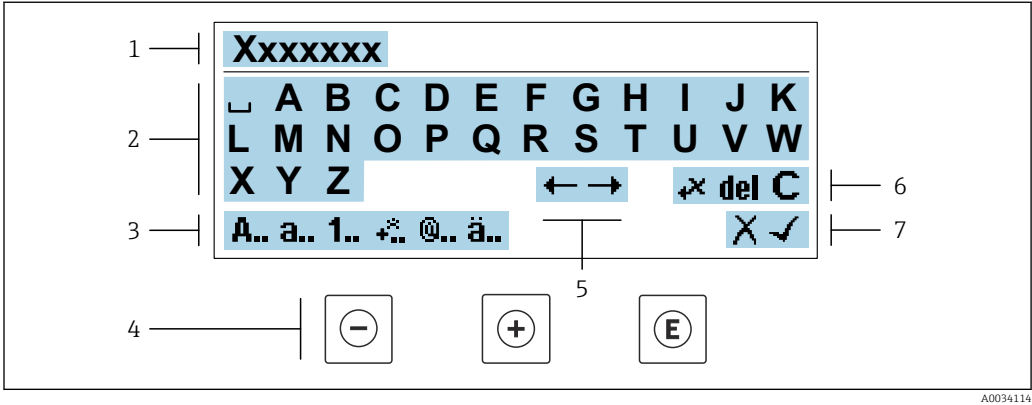 1 Xxxxxxx
␣ A B C D E F G H I J K
2 L M N O P Q R S T U V W
X Y Z ← → del C 6
3 A.. a.. 1.. @.. ä.. X ✓ 7
5
4 − + E
A0034114